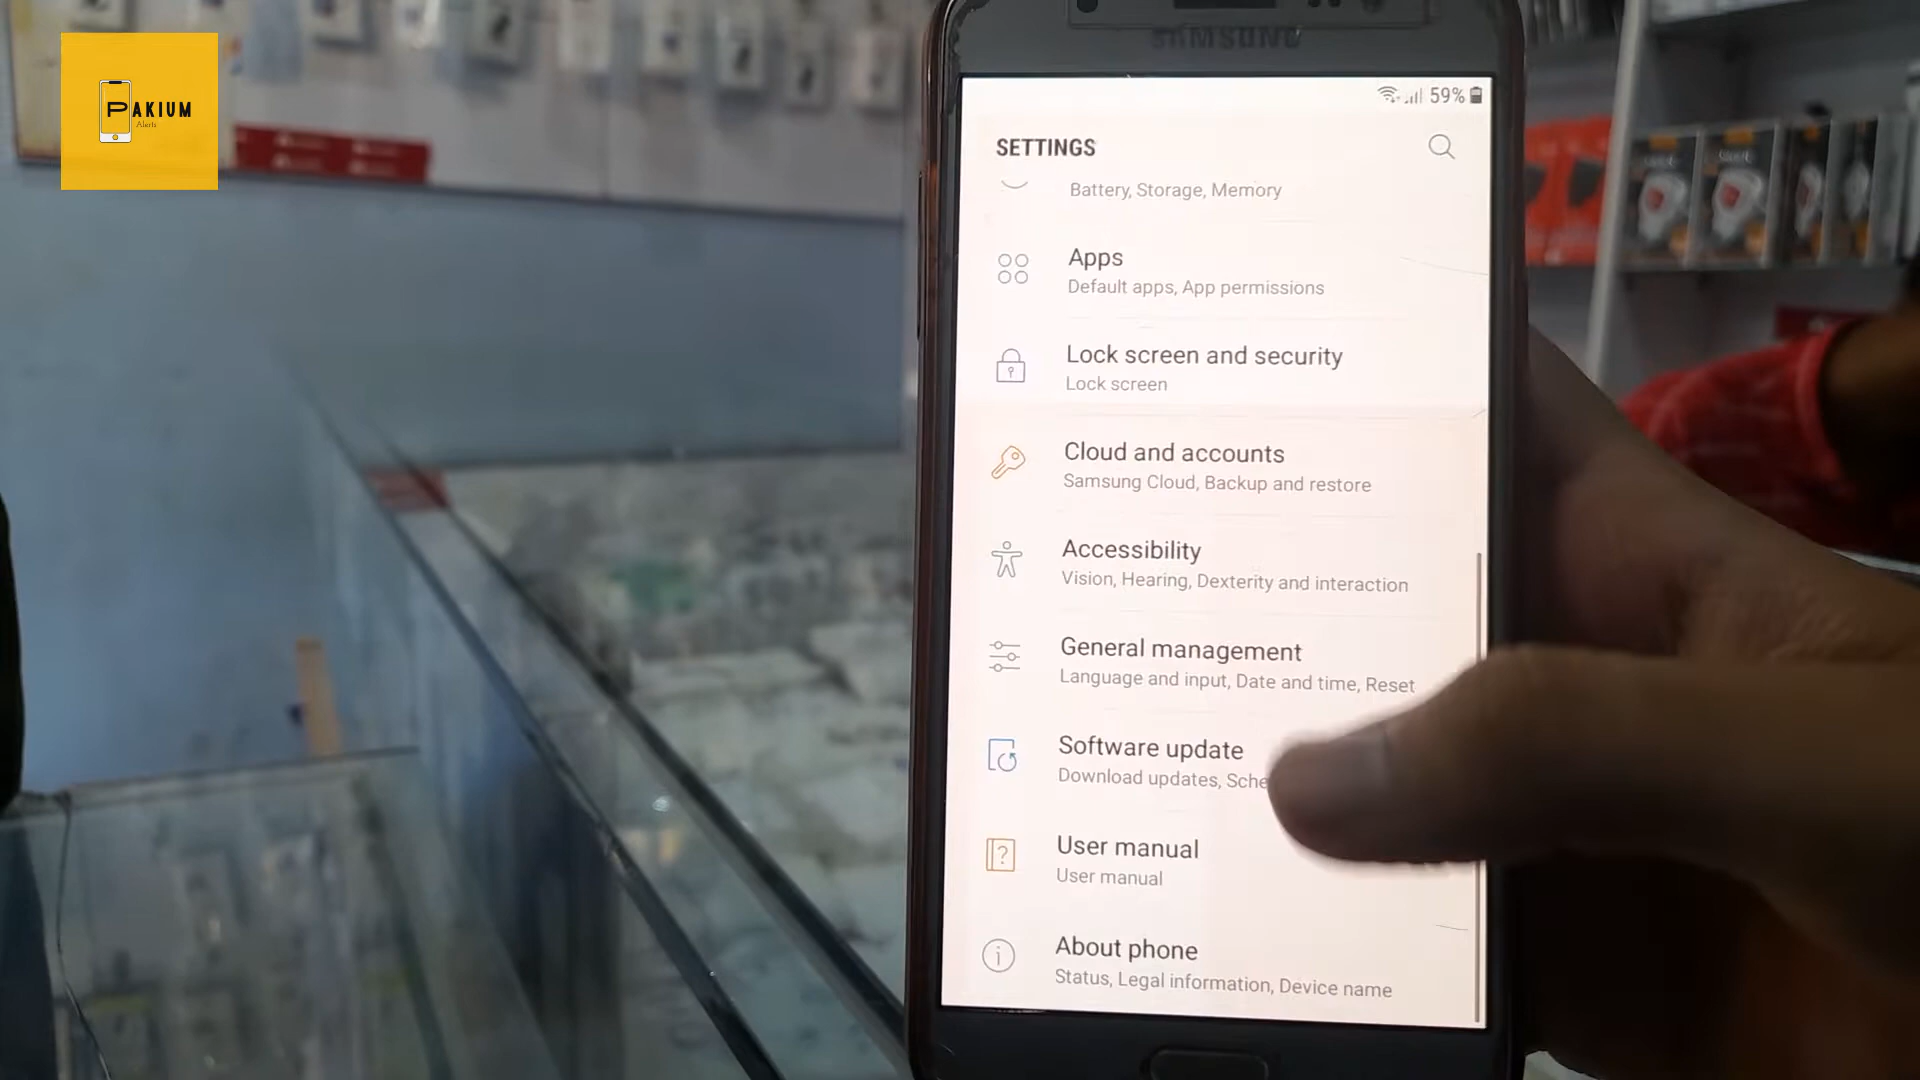 PAKIUM
Alerts
SAMSUNG
59%
SETTINGS
Battery, Storage, Memory
Apps
Default apps, App permissions
Lock screen and security
Lock screen
Cloud and accounts
Samsung Cloud, Backup and restore
Accessibility
Vision, Hearing, Dexterity and interaction
General management
Language and input, Date and time, Reset
Software update
Download updates, Sche
User manual
User manual
About phone
Status, Legal information, Device name